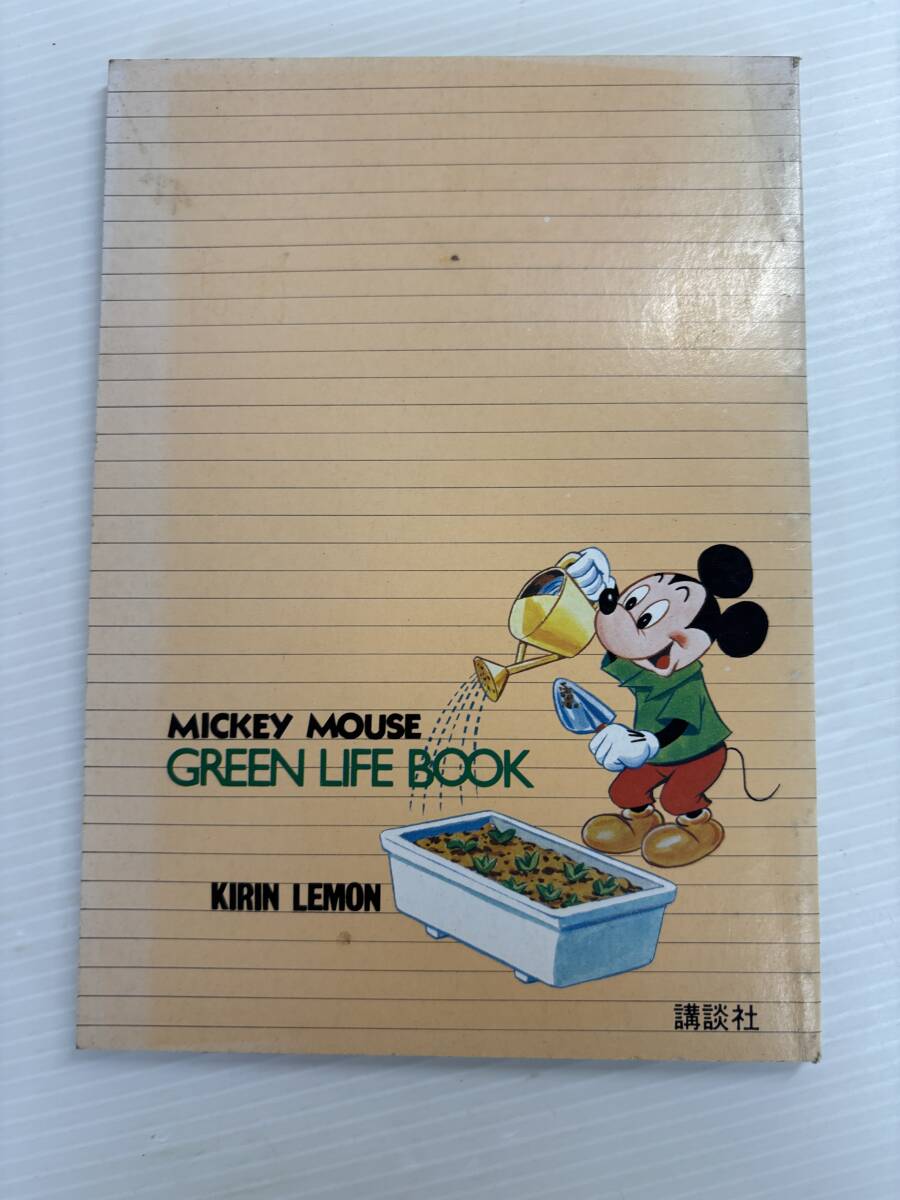 MICKEY MOUSE
GREEN LIFE BOOK
KIRIN LEMON
講談社